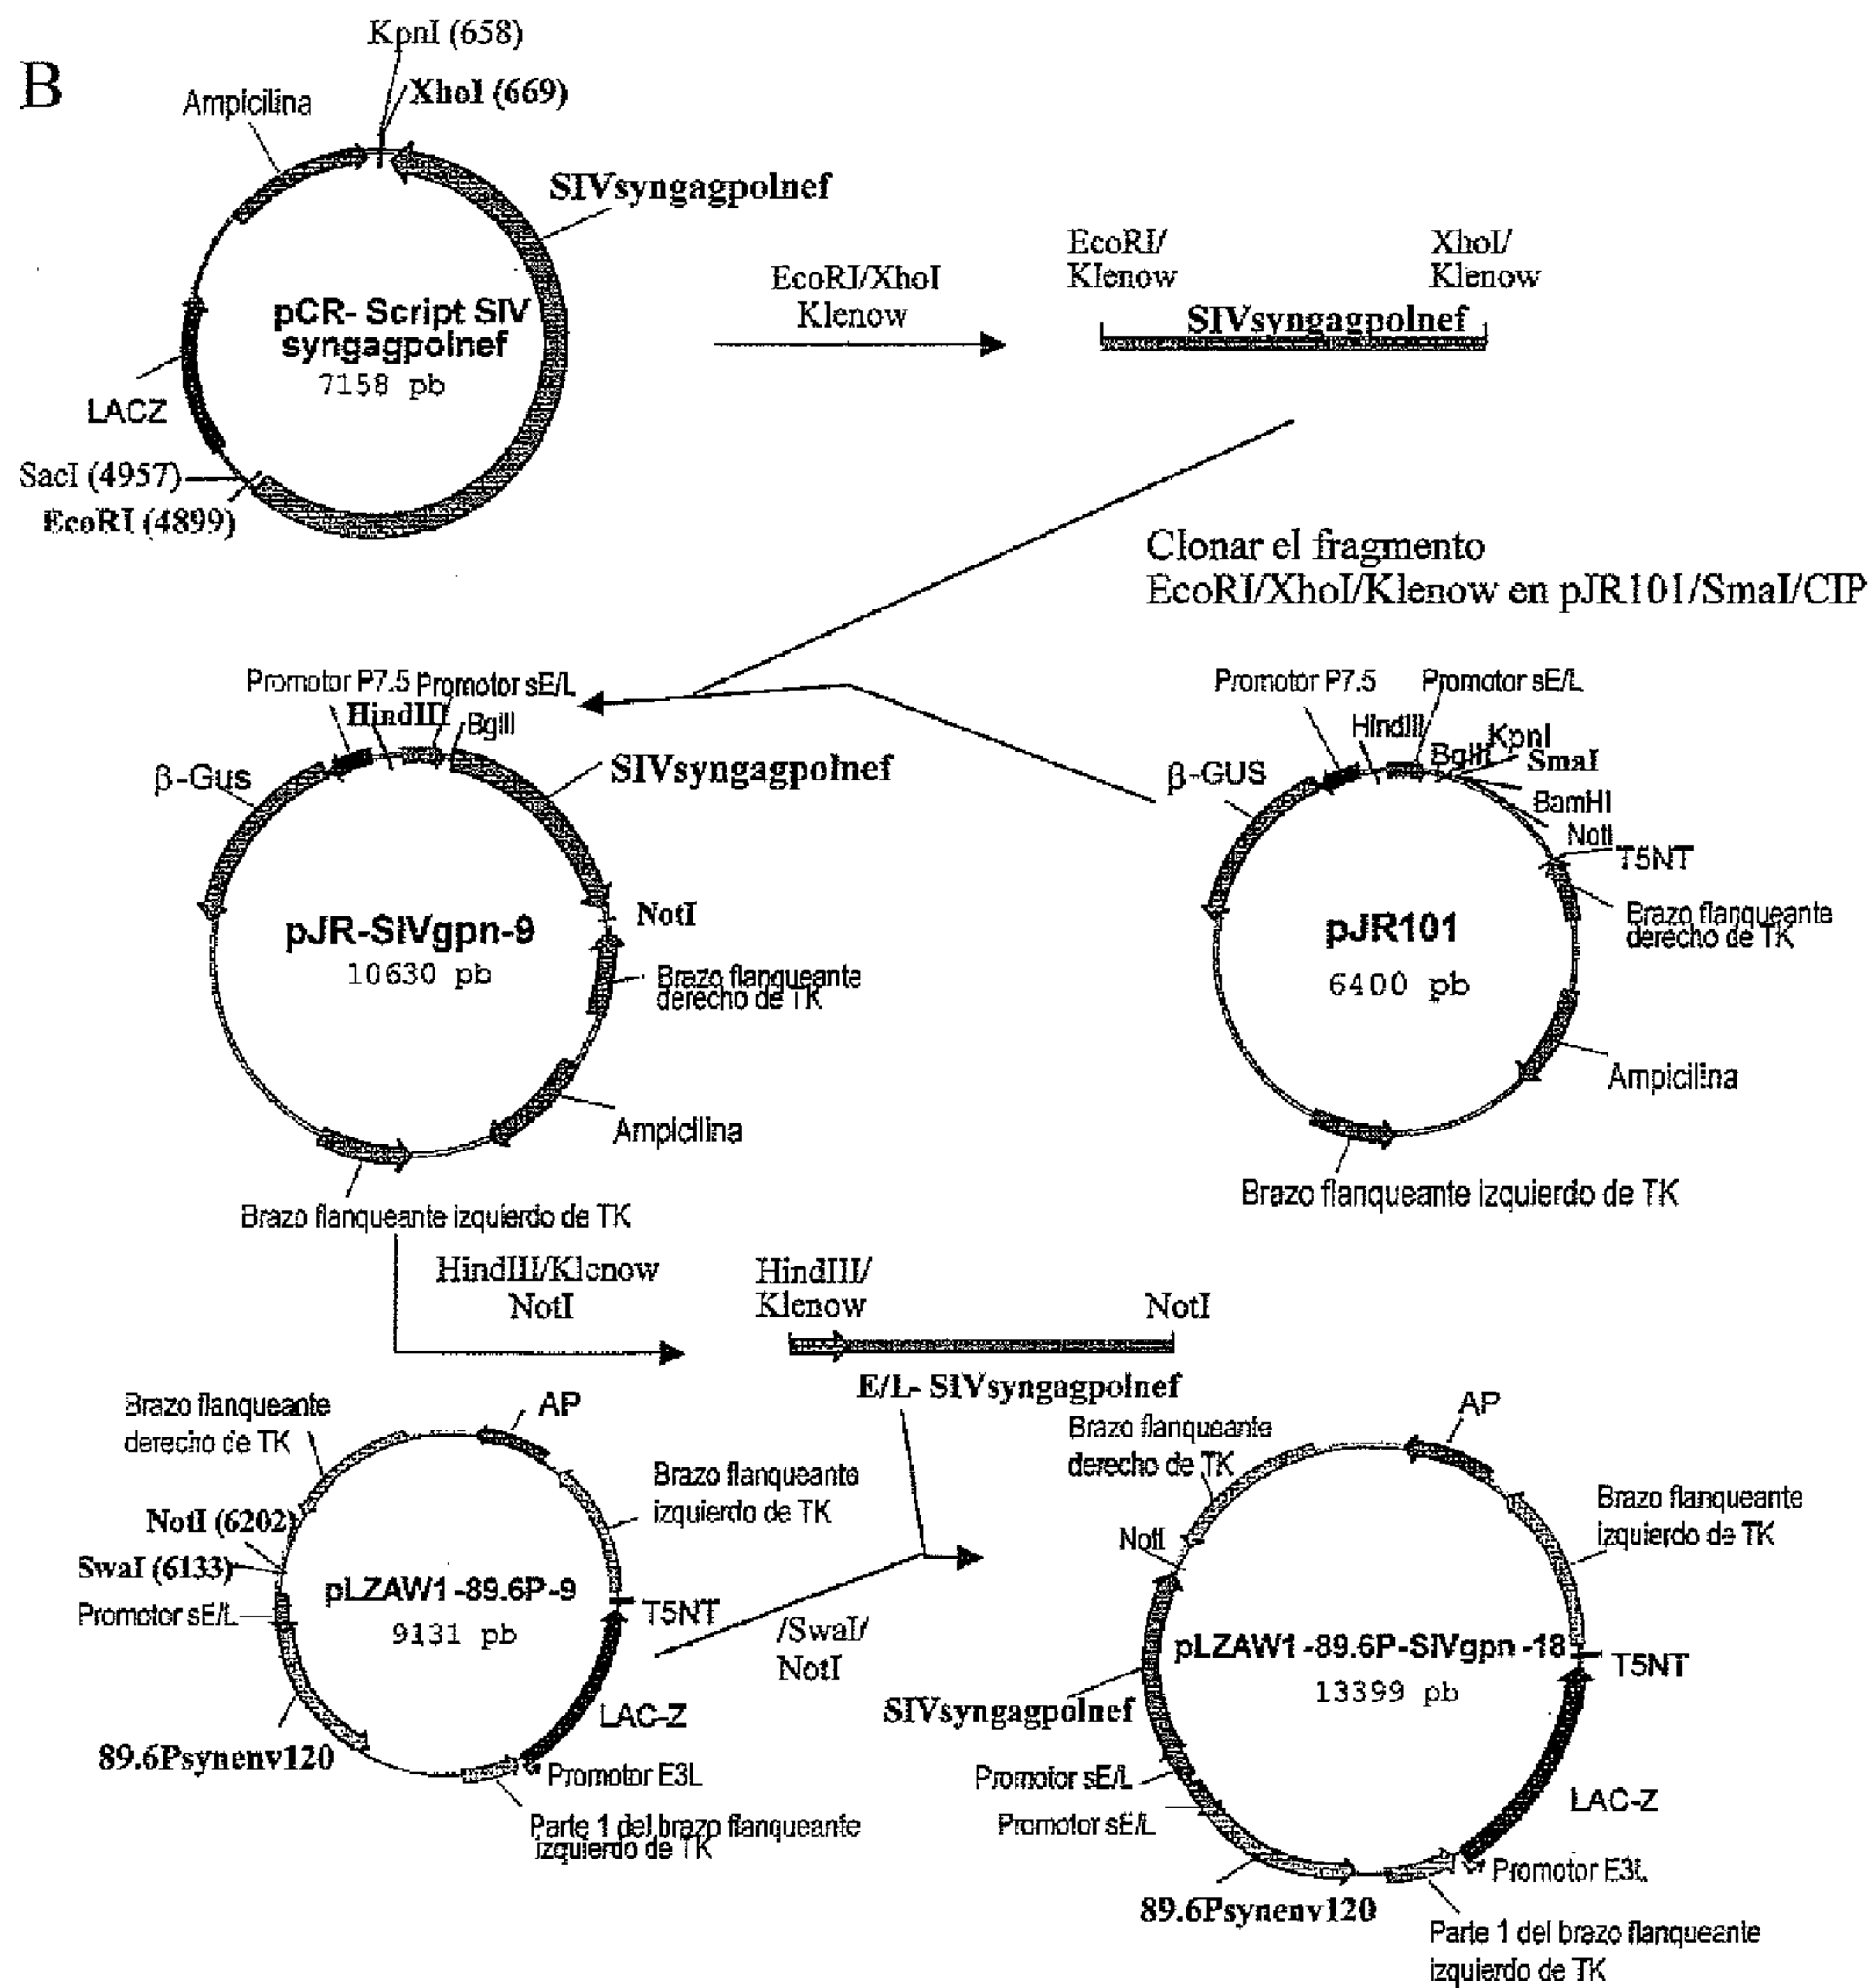 B
KpnI (658)
XhoI (669)
Ampicilina
SIVsyngagpolnef
pCR- Script SIV
syngagpolnef
7158 pb
LACZ
SacI (4957)
EcoRI (4899)
EcoRI/XhoI
Klenow
EcoRI/
Klenow
XhoI/
Klenow
SIVsyngagpolnef
Clonar el fragmento
EcoRI/XhoI/Klenow en pJR101/SmaI/CIP
Promotor P7.5
Promotor sE/L
HindIII
BglII
β-Gus
SIVsyngagpolnef
pJR-SIVgpn-9
10630 pb
NotI
Brazo flanqueante
derecho de TK
Ampicilina
Brazo flanqueante izquierdo de TK
Promotor P7.5
Promotor sE/L
HindIII
BglII
KpnI
SmaI
BamHI
NotI
β-GUS
T5NT
pJR101
6400 pb
Brazo flanqueante
derecho de TK
Ampicilina
Brazo flanqueante izquierdo de TK
HindIII/Klenow
NotI
HindIII/
Klenow
NotI
E/L- SIVsyngagpolnef
Brazo flanqueante
derecho de TK
AP
Brazo flanqueante
izquierdo de TK
NotI (6202)
SwaI (6133)
Promotor sE/L
pLZAW1-89.6P-9
9131 pb
T5NT
LAC-Z
89.6Psynenv120
Promotor E3L
Parte 1 del brazo flanqueante
izquierdo de TK
/SwaI/
NotI
Brazo flanqueante
derecho de TK
AP
Brazo flanqueante
izquierdo de TK
NotI
pLZAW1-89.6P-SIVgpn-18
13399 pb
T5NT
SIVsyngagpolnef
Promotor sE/L
Promotor sE/L
LAC-Z
89.6Psynenv120
Promotor E3L
Parte 1 del brazo flanqueante
izquierdo de TK